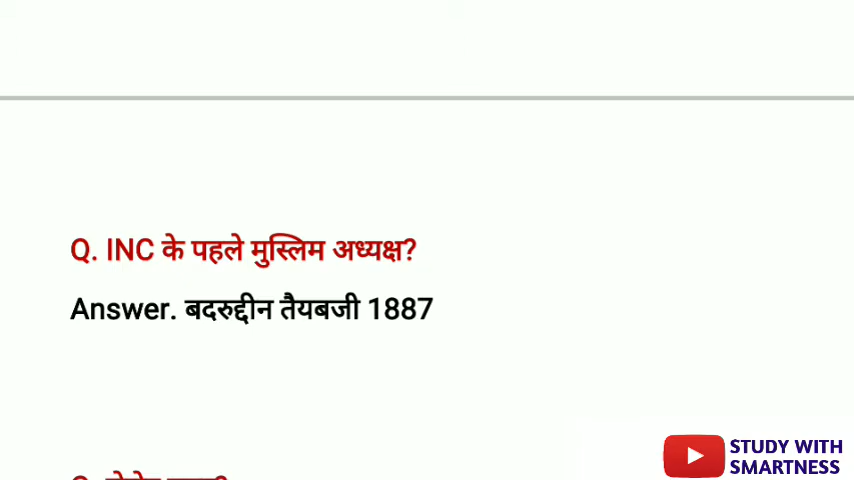 Q. INC के पहले मुस्लिम अध्यक्ष?
Answer. बदरुद्दीन तैयबजी 1887
STUDY WITH
SMARTNESS